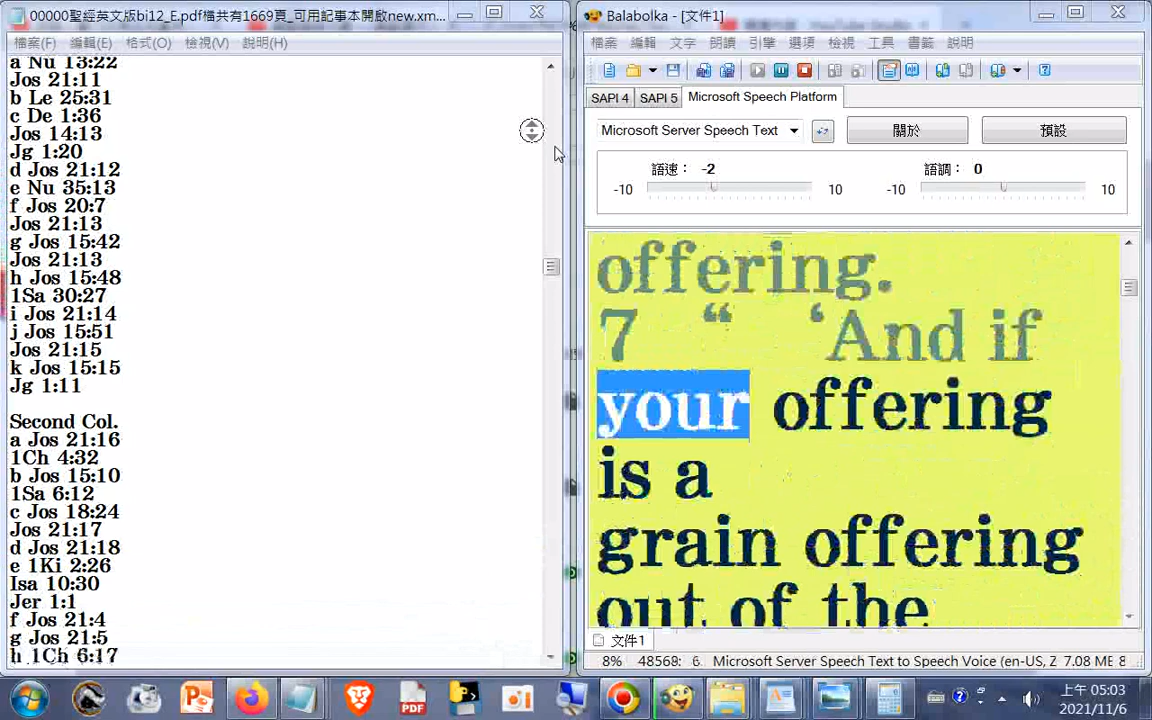 00000聖經英文版bi12_E.pdf檔共有1669頁_可用記事本開啟new.xm...
檔案(F) 編輯(E) 格式(O) 檢視(V) 說明(H)
a Nu 13:22
Jos 21:11
b Le 25:31
c De 1:36
Jos 14:13
Jg 1:20
d Jos 21:12
e Nu 35:13
f Jos 20:7
Jos 21:13
g Jos 15:42
Jos 21:13
h Jos 15:48
1Sa 30:27
i Jos 21:14
j Jos 15:51
Jos 21:15
k Jos 15:15
Jg 1:11
Second Col.
a Jos 21:16
1Ch 4:32
b Jos 15:10
1Sa 6:12
c Jos 18:24
Jos 21:17
d Jos 21:18
e 1Ki 2:26
Isa 10:30
Jer 1:1
f Jos 21:4
g Jos 21:5
h 1Ch 6:17
Balabolka - [文件1]
檔案 編輯 文字 朗讀 引擎 選項 檢視 工具 書籤 說明
SAPI 4 SAPI 5 Microsoft Speech Platform
Microsoft Server Speech Text 關於 預設
語速: -2 語調: 0
-10 10 -10 10
offering.
7 “ ‘And if
your offering
is a
grain offering
out of the
文件1
8% 48568: 6. Microsoft Server Speech Text to Speech Voice (en-US, Z 7.08 MB 8
上午 05:03
2021/11/6